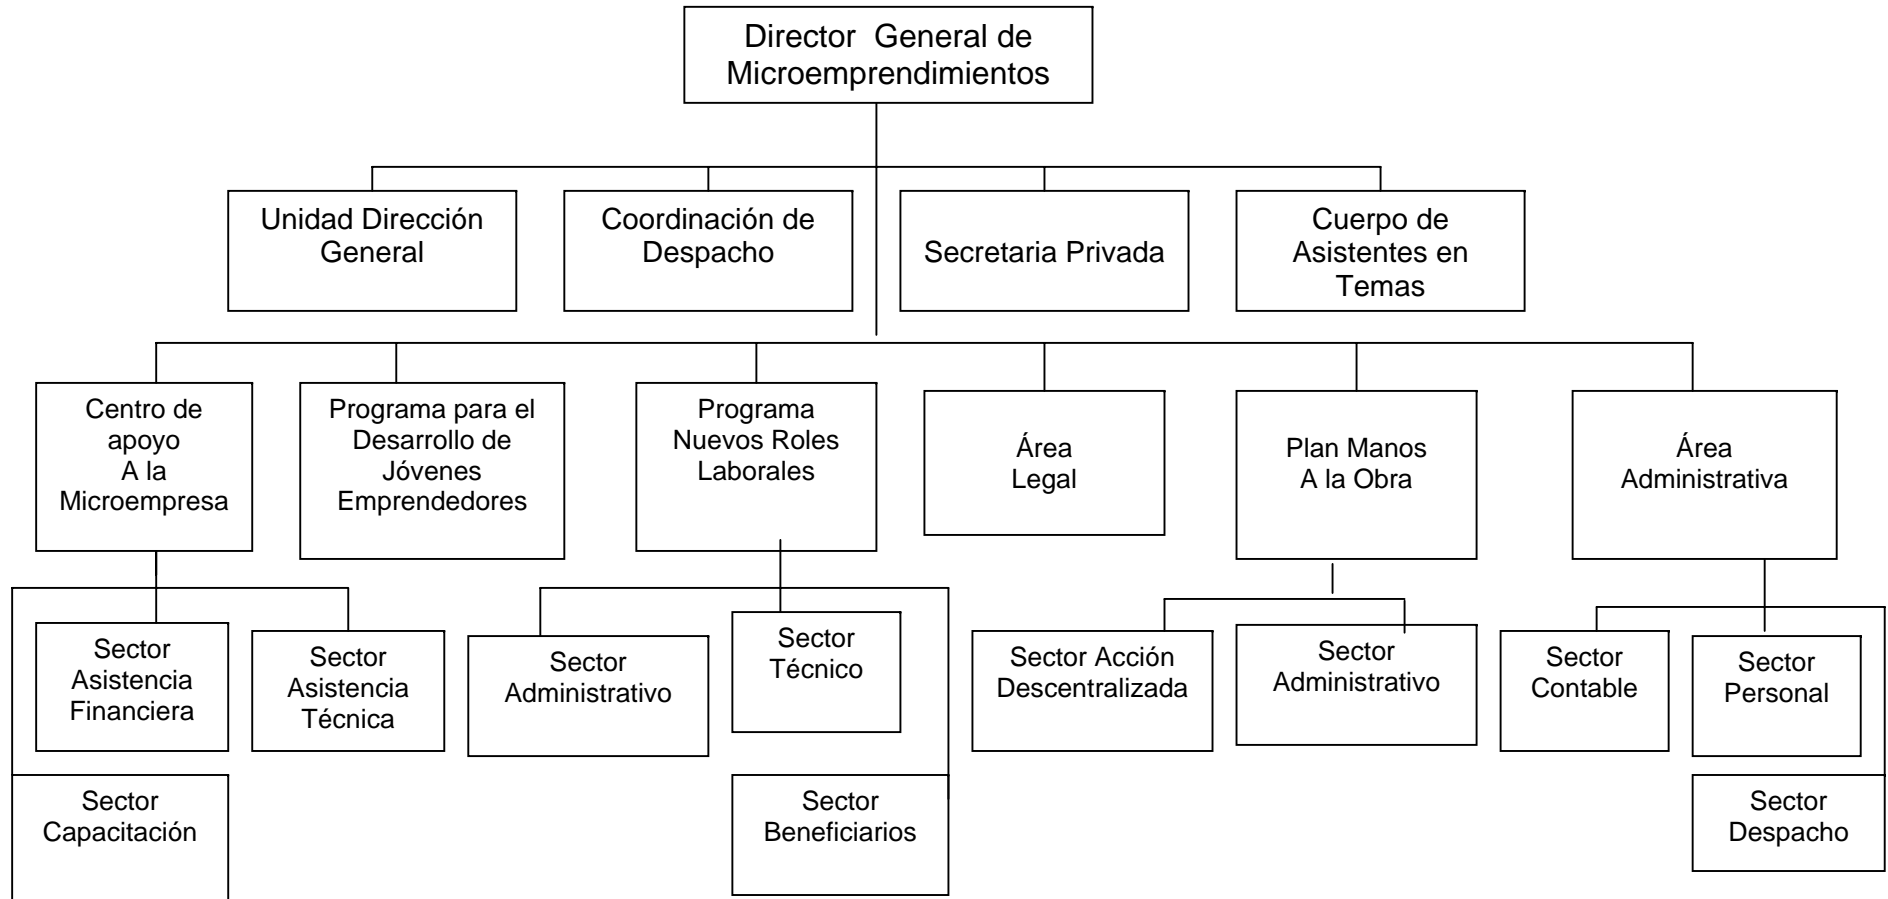 Director General de
Microemprendimientos
Unidad Dirección
General
Coordinación de
Despacho
Secretaria Privada
Cuerpo de
Asistentes en
Temas
Centro de
apoyo
A la
Microempresa
Programa para el
Desarrollo de
Jóvenes
Emprendedores
Programa
Nuevos Roles
Laborales
Área
Legal
Plan Manos
A la Obra
Área
Administrativa
Sector
Asistencia
Financiera
Sector
Asistencia
Técnica
Sector
Administrativo
Sector
Técnico
Sector Acción
Descentralizada
Sector
Administrativo
Sector
Contable
Sector
Personal
Sector
Capacitación
Sector
Beneficiarios
Sector
Despacho